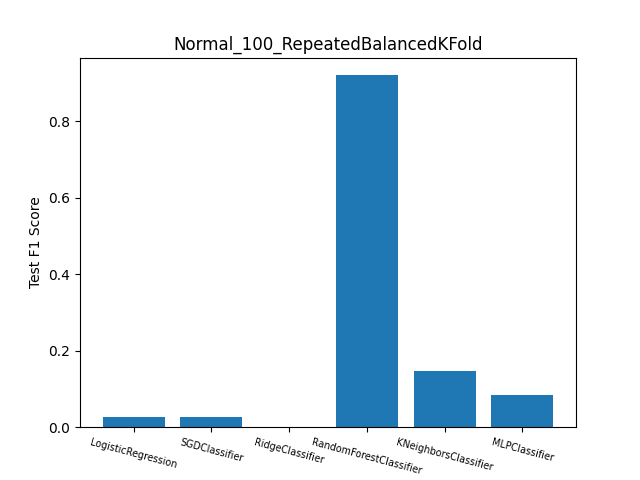 Normal_100_RepeatedBalancedKFold
Test F1 Score
0.8
0.6
0.4
0.2
0.0
LogisticRegression
SGDClassifier
RidgeClassifier
RandomForestClassifier
KNeighborsClassifier
MLPClassifier